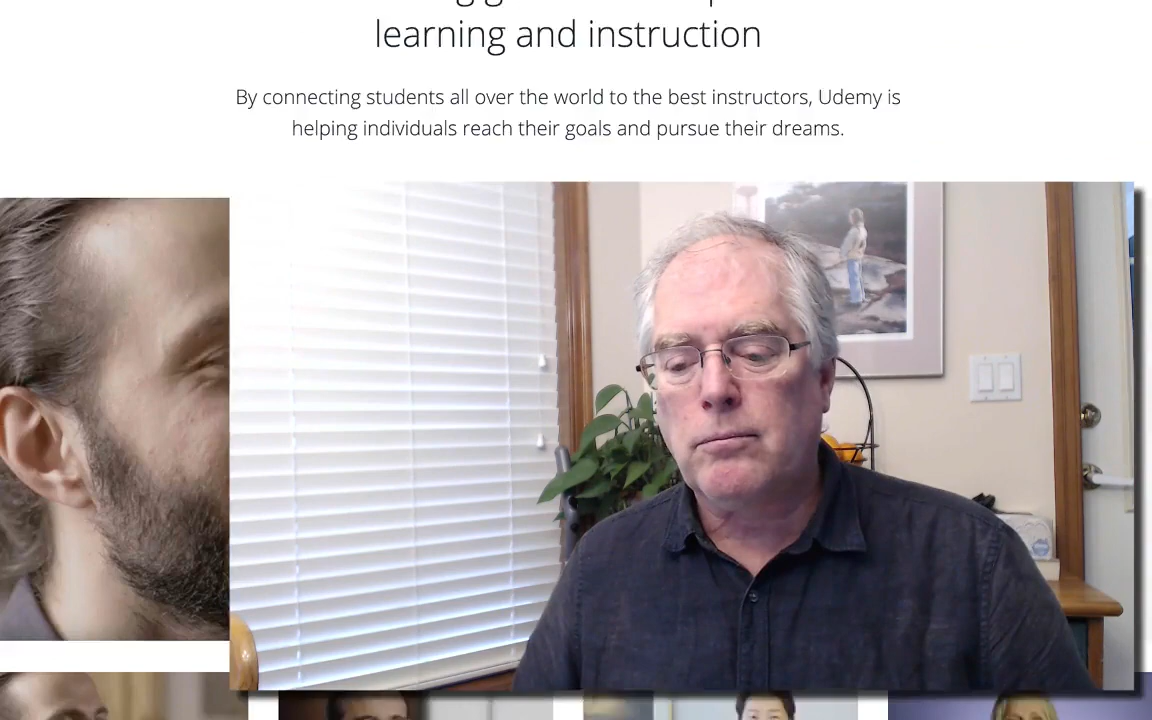 learning and instruction
By connecting students all over the world to the best instructors, Udemy is
helping individuals reach their goals and pursue their dreams.